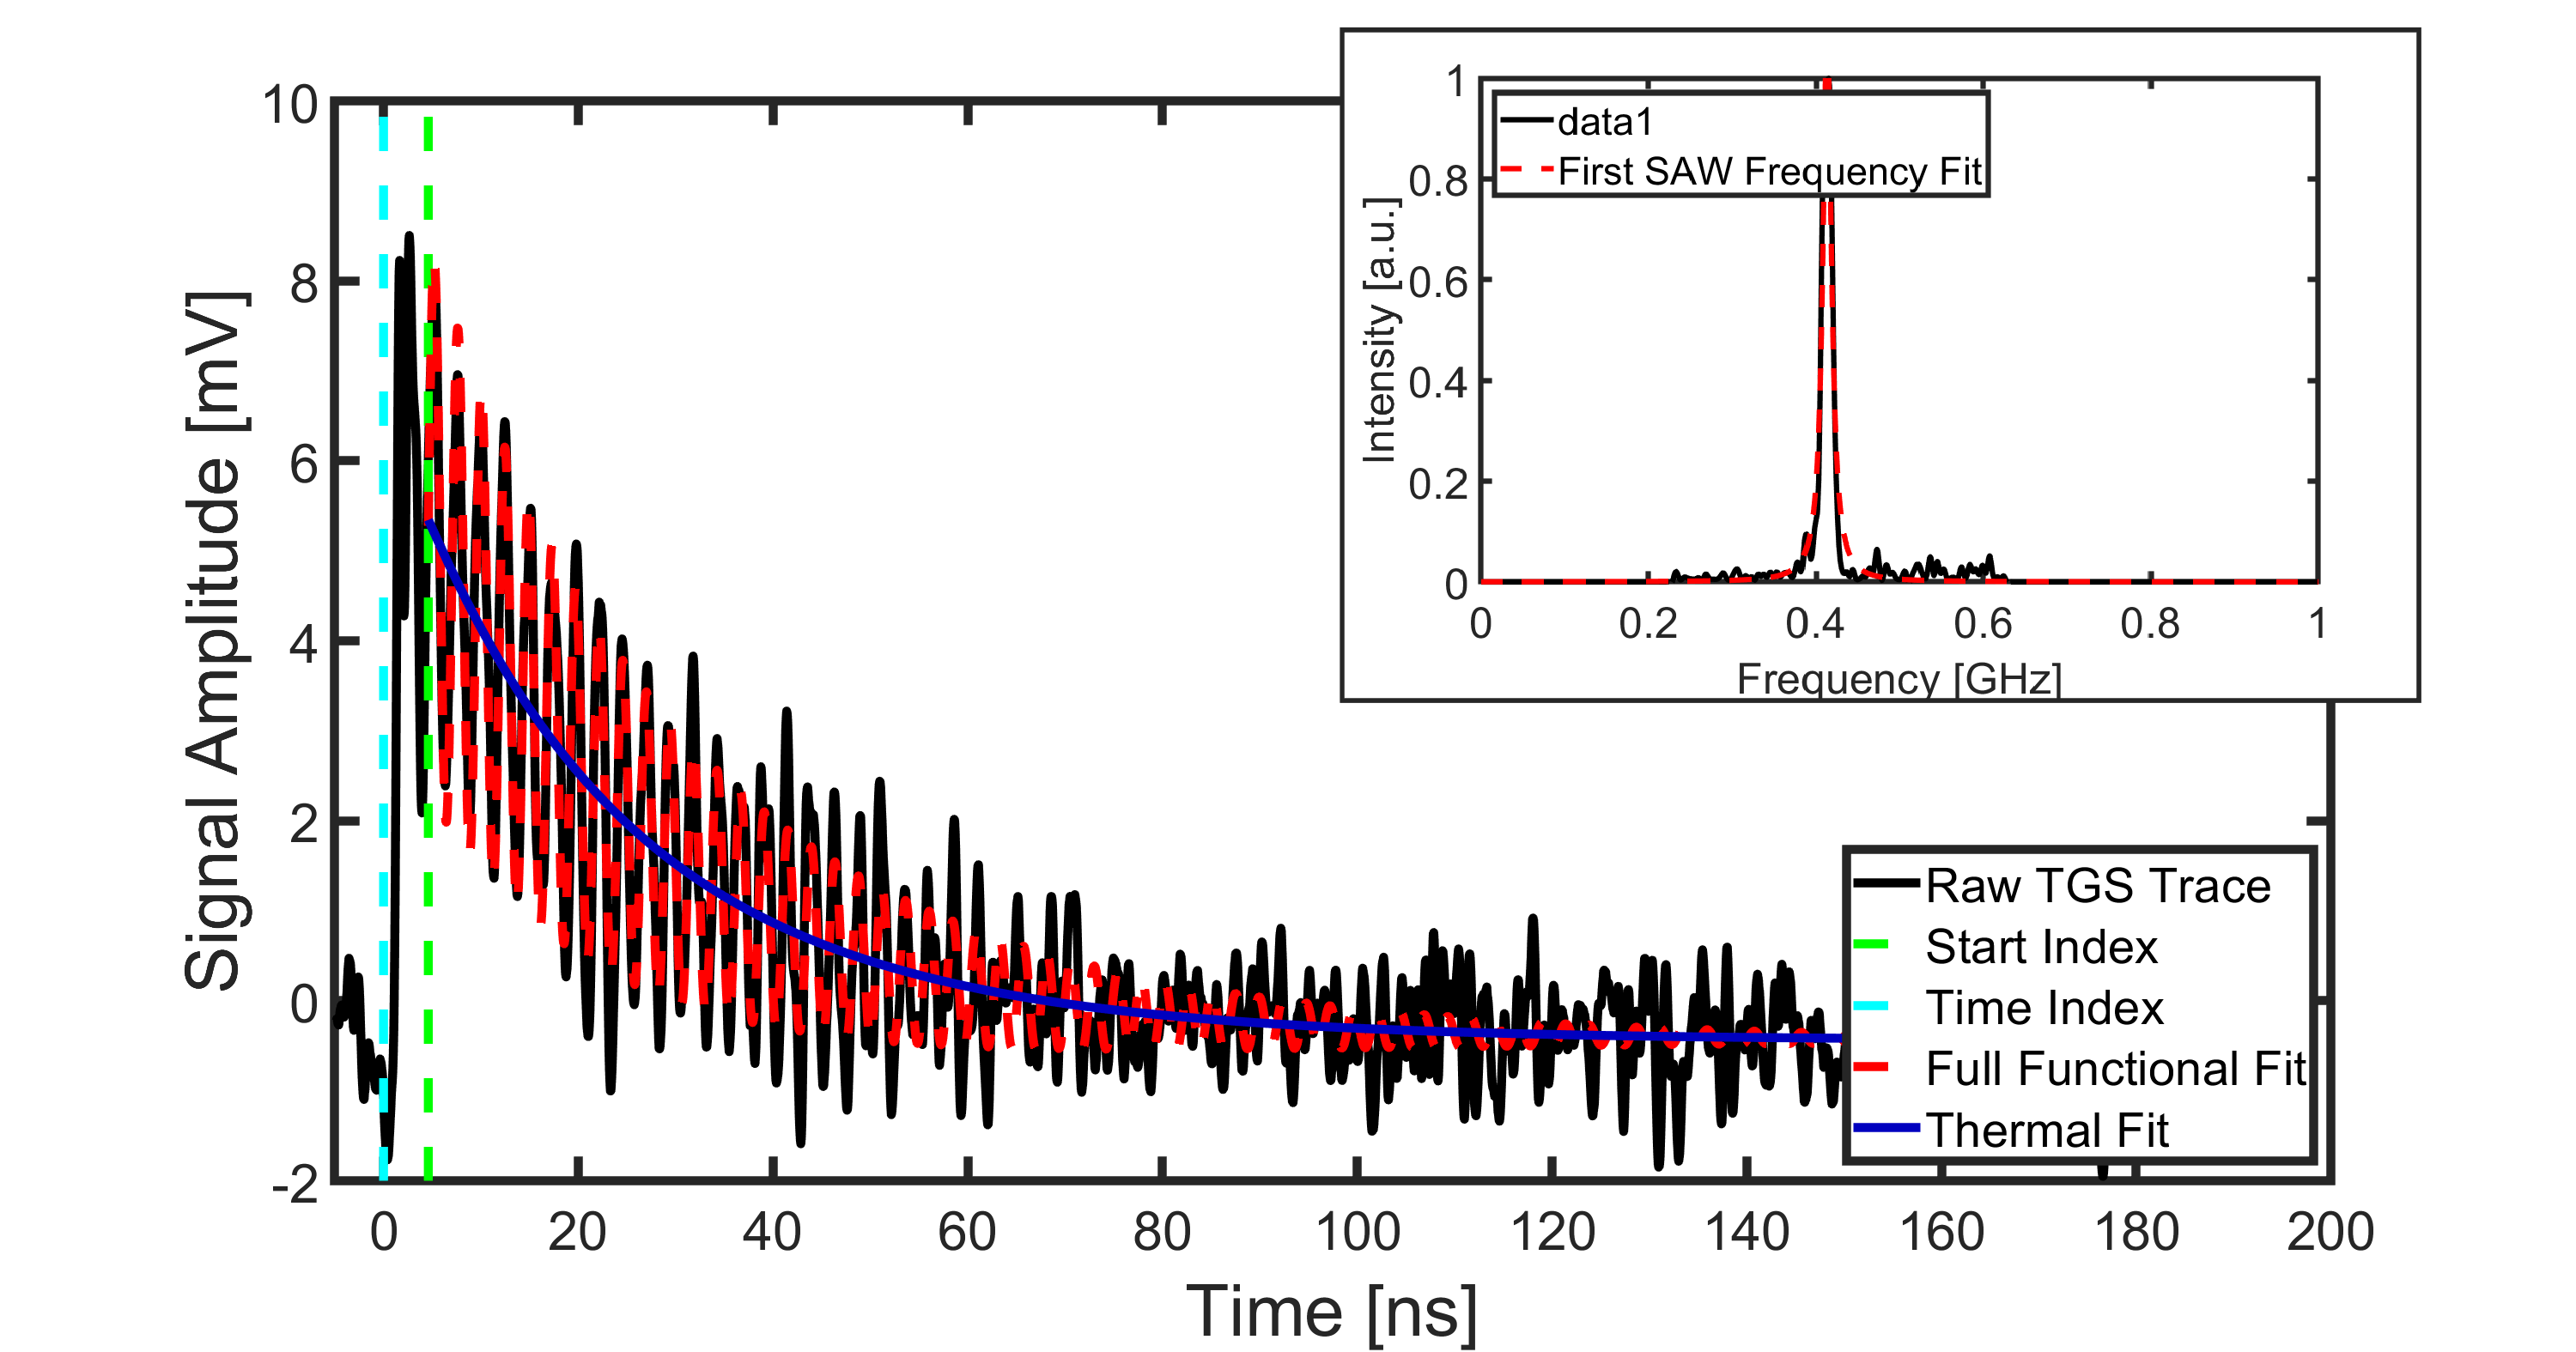 Signal Amplitude [mV]
10
8
6
4
2
0
-2
0 20 40 60 80 100 120 140 160 180 200
Time [ns]
Intensity [a.u.]
1
0.8
0.6
0.4
0.2
0
0 0.2 0.4 0.6 0.8 1
Frequency [GHz]
data1
First SAW Frequency Fit
Raw TGS Trace
Start Index
Time Index
Full Functional Fit
Thermal Fit